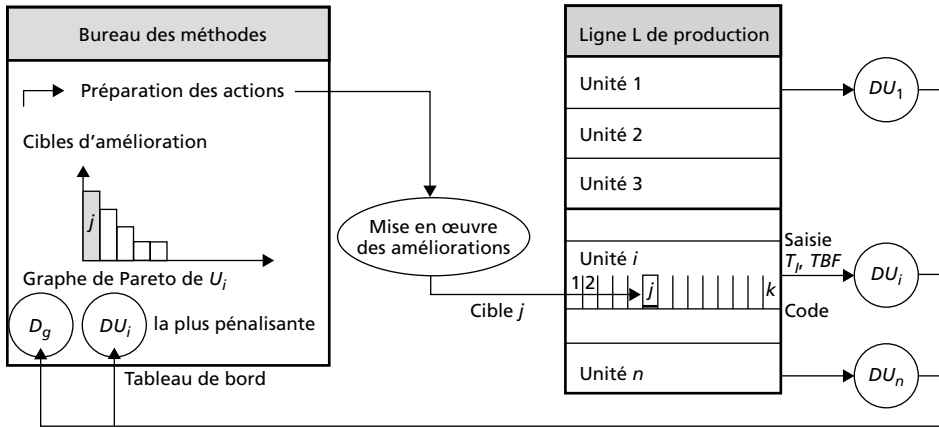 Bureau des méthodes
Préparation des actions
Cibles d'amélioration
j
Graphe de Pareto de Ui
Dg
DUi
la plus pénalisante
Tableau de bord
Mise en œuvre
des améliorations
Cible j
Ligne L de production
Unité 1
Unité 2
Unité 3
Unité i
1 2 j k
Unité n
Saisie
TI, TBF
Code
DU1
DUi
DUn